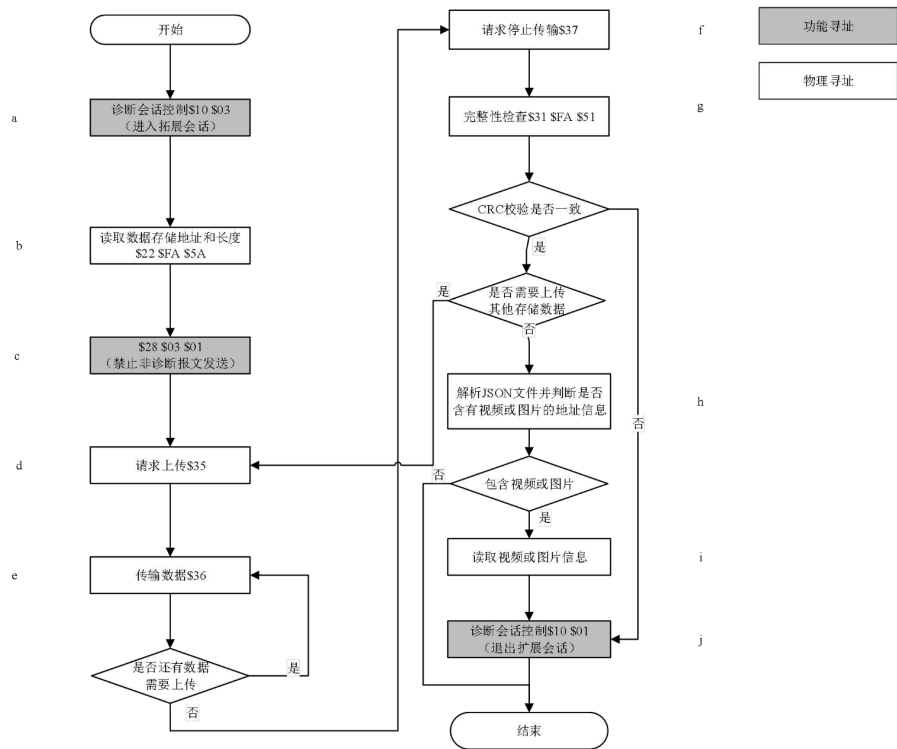 开始
a
诊断会话控制$10 $03
（进入拓展会话）
b
读取数据存储地址和长度
$22 $FA $5A
c
$28 $03 $01
（禁止非诊断报文发送）
d
请求上传$35
e
传输数据$36
是否还有数据
需要上传
是
否
请求停止传输$37
f
完整性检查$31 $FA $51
g
CRC校验是否一致
是
否
是否需要上传
其他存储数据
是
否
解析JSON文件并判断是否
含有视频或图片的地址信息
h
包含视频或图片
否
是
读取视频或图片信息
i
诊断会话控制$10 $01
（退出扩展会话）
j
结束
功能寻址
物理寻址